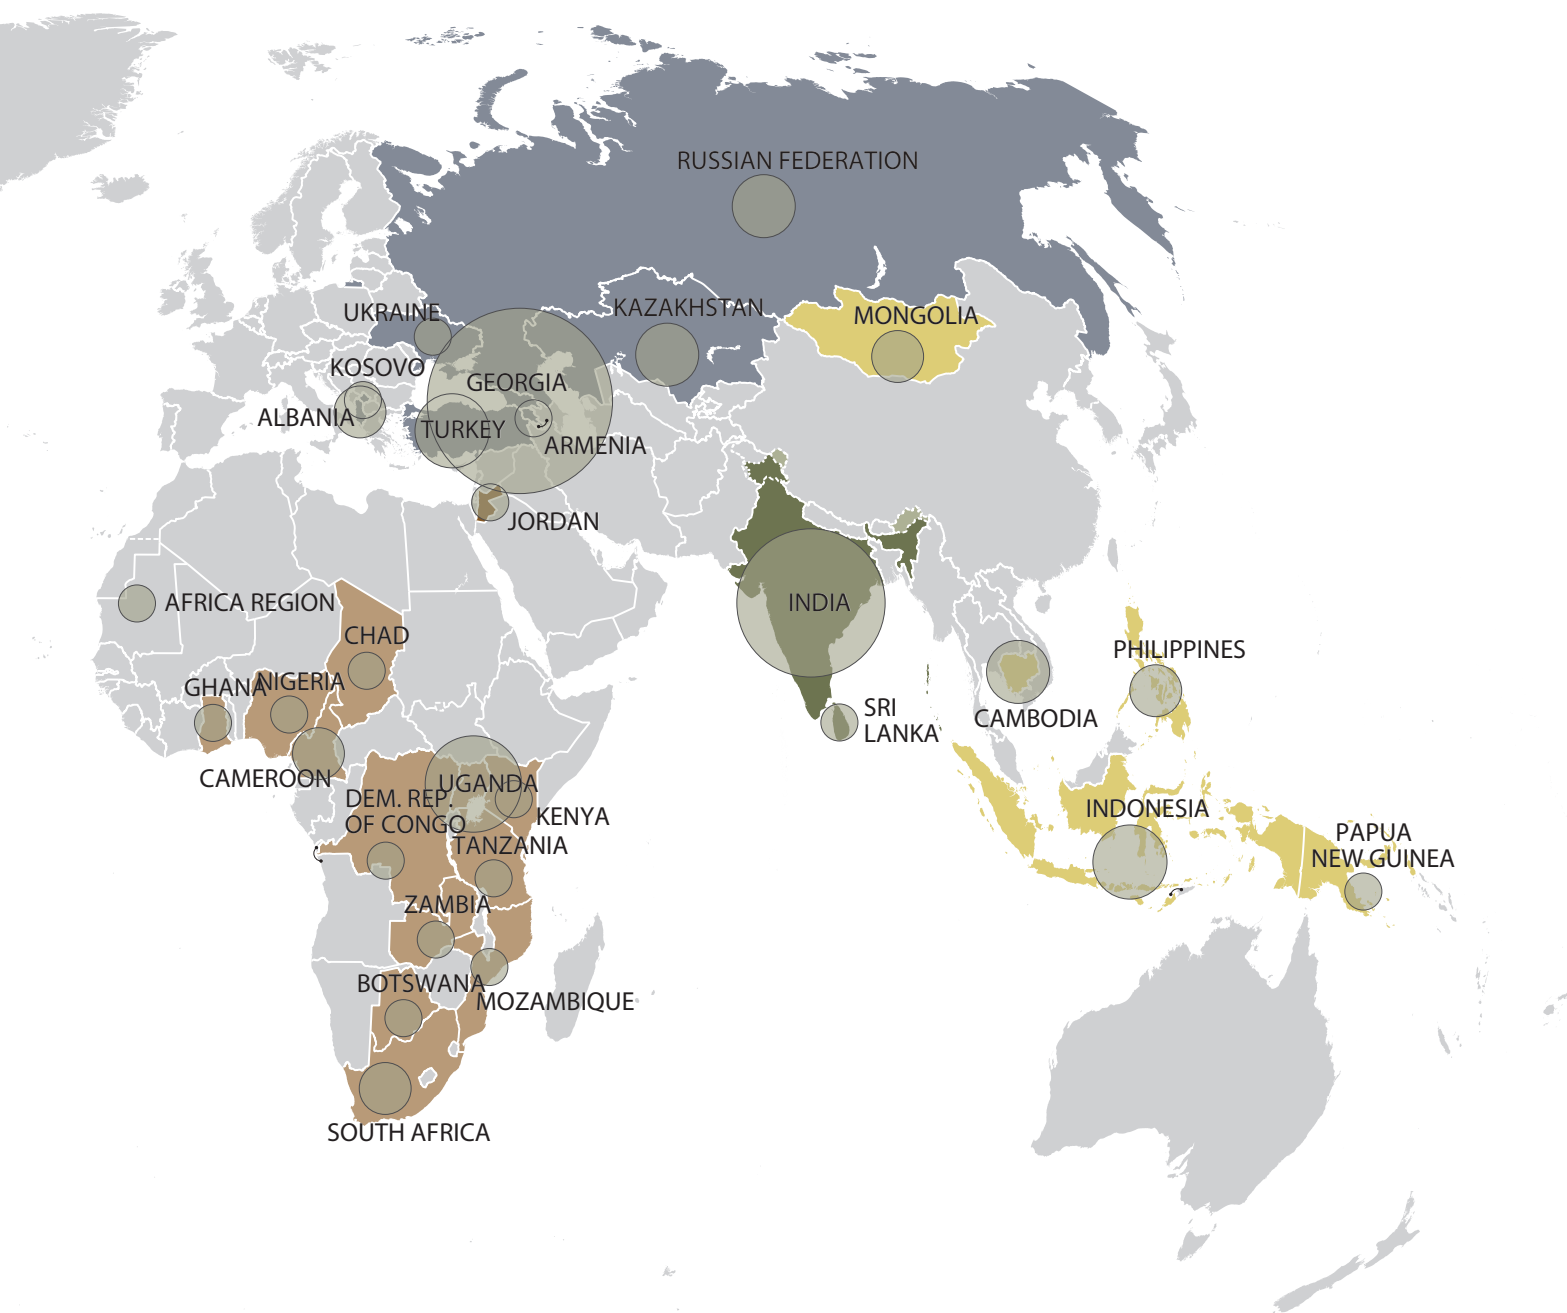 RUSSIAN FEDERATION
UKRAINE
KAZAKHSTAN
MONGOLIA
KOSOVO
GEORGIA
ALBANIA
TURKEY
ARMENIA
JORDAN
AFRICA REGION
INDIA
CHAD
PHILIPPINES
GHANA
NIGERIA
SRI
LANKA
CAMBODIA
CAMEROON
UGANDA
DEM. REP.
OF CONGO
KENYA
INDONESIA
TANZANIA
PAPUA
NEW GUINEA
ZAMBIA
BOTSWANA
MOZAMBIQUE
SOUTH AFRICA